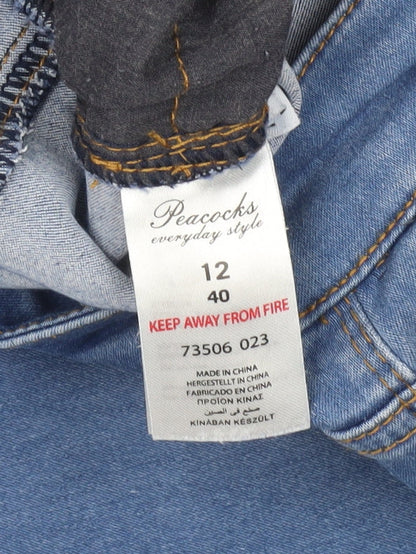 Peacocks
everyday style
12
40
KEEP AWAY FROM FIRE
73506 023
MADE IN CHINA
HERGESTELLT IN CHINA
FABRICADO EN CHINA
ΠΡΟΪΟΝ ΚΙΝΑΣ
صنع في الصين
KÍNÁBAN KÉSZÜLT